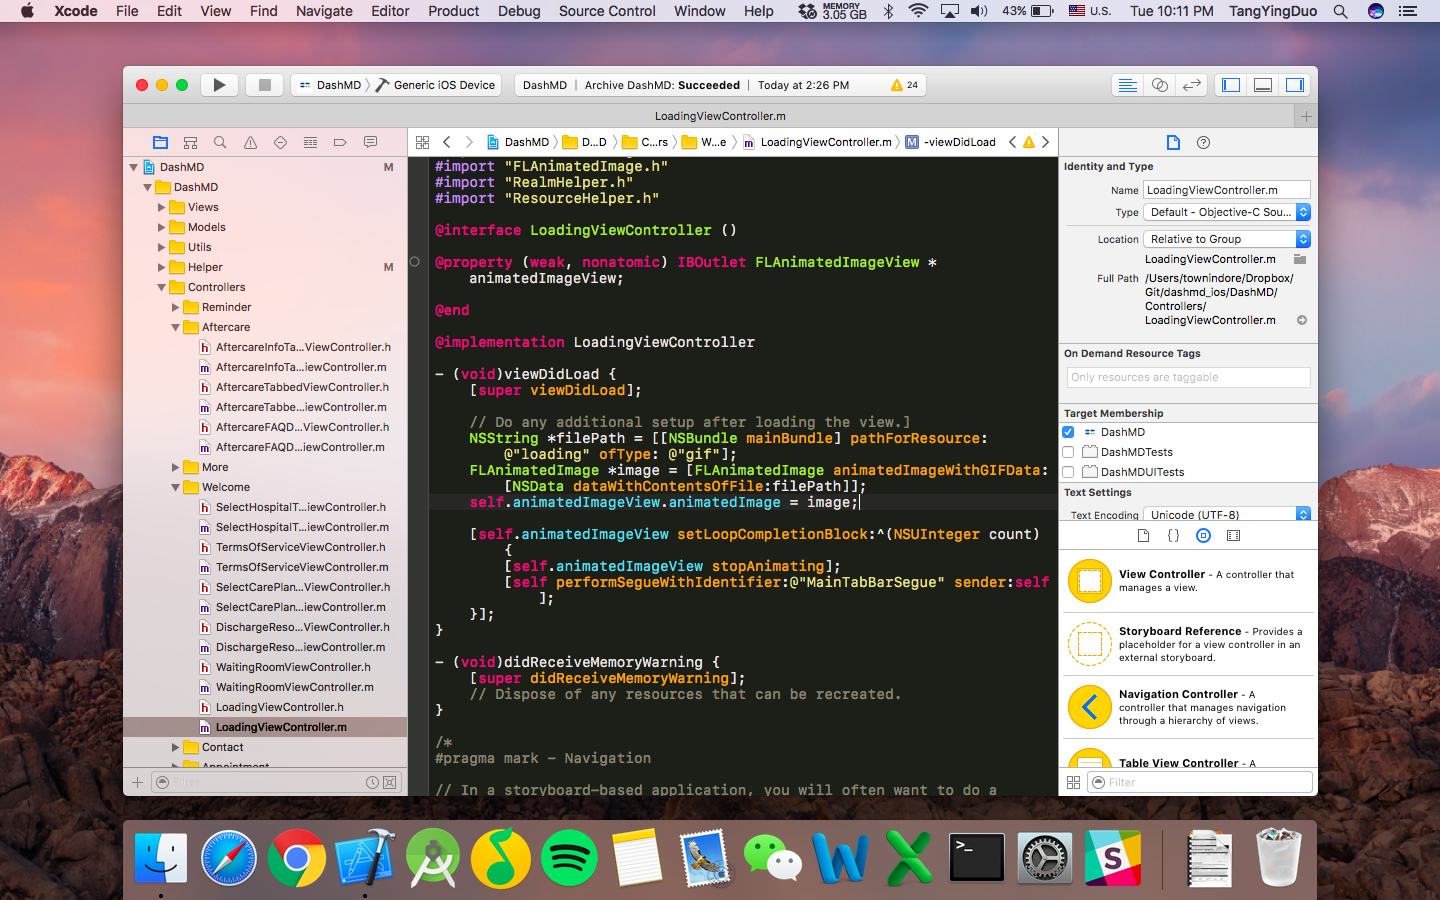 Xcode File Edit View Find Navigate Editor Product Debug Source Control Window Help MEMORY 3.05 GB 43% U.S. Tue 10:11 PM TangYingDuo
DashMD Generic iOS Device DashMD | Archive DashMD: Succeeded | Today at 2:26 PM 24
LoadingViewController.m
DashMD M
DashMD
Views
Models
Utils
Helper M
Controllers
Reminder
Aftercare
AftercareInfoTa...ViewController.h
AftercareInfoTa...iewController.m
AftercareTabbedViewController.h
AftercareTabbe...iewController.m
AftercareFAQD...ViewController.h
AftercareFAQD...iewController.m
More
Welcome
SelectHospitalT...iewController.h
SelectHospitalT...iewController.m
TermsOfServiceViewController.h
TermsOfServiceViewController.m
SelectCarePlan...ViewController.h
SelectCarePlan...iewController.m
DischargeReso...ViewController.h
DischargeReso...iewController.m
WaitingRoomViewController.h
WaitingRoomViewController.m
LoadingViewController.h
LoadingViewController.m
Contact
Appointment
Filter
DashMD D...D C...rs W...e LoadingViewController.m M -viewDidLoad
#import "FLAnimatedImage.h"
#import "RealmHelper.h"
#import "ResourceHelper.h"
@interface LoadingViewController ()
@property (weak, nonatomic) IBOutlet FLAnimatedImageView *
animatedImageView;
@end
@implementation LoadingViewController
- (void)viewDidLoad {
[super viewDidLoad];
// Do any additional setup after loading the view.]
NSString *filePath = [[NSBundle mainBundle] pathForResource:
@"loading" ofType: @"gif"];
FLAnimatedImage *image = [FLAnimatedImage animatedImageWithGIFData:
[NSData dataWithContentsOfFile:filePath]];
self.animatedImageView.animatedImage = image;
[self.animatedImageView setLoopCompletionBlock:^(NSUInteger count)
{
[self.animatedImageView stopAnimating];
[self performSegueWithIdentifier:@"MainTabBarSegue" sender:self
];
}];
}
- (void)didReceiveMemoryWarning {
[super didReceiveMemoryWarning];
// Dispose of any resources that can be recreated.
}
/*
#pragma mark - Navigation
// In a storyboard-based application, you will often want to do a
Identity and Type
Name LoadingViewController.m
Type Default - Objective-C Sou...
Location Relative to Group
LoadingViewController.m
Full Path /Users/townindore/Dropbox/
Git/dashmd_ios/DashMD/
Controllers/
LoadingViewController.m
On Demand Resource Tags
Only resources are taggable
Target Membership
DashMD
DashMDTests
DashMDUITests
Text Settings
Text Encoding Unicode (UTF-8)
View Controller - A controller that
manages a view.
Storyboard Reference - Provides a
placeholder for a view controller in an
external storyboard.
Navigation Controller - A
controller that manages navigation
through a hierarchy of views.
Table View Controller - A
Filter